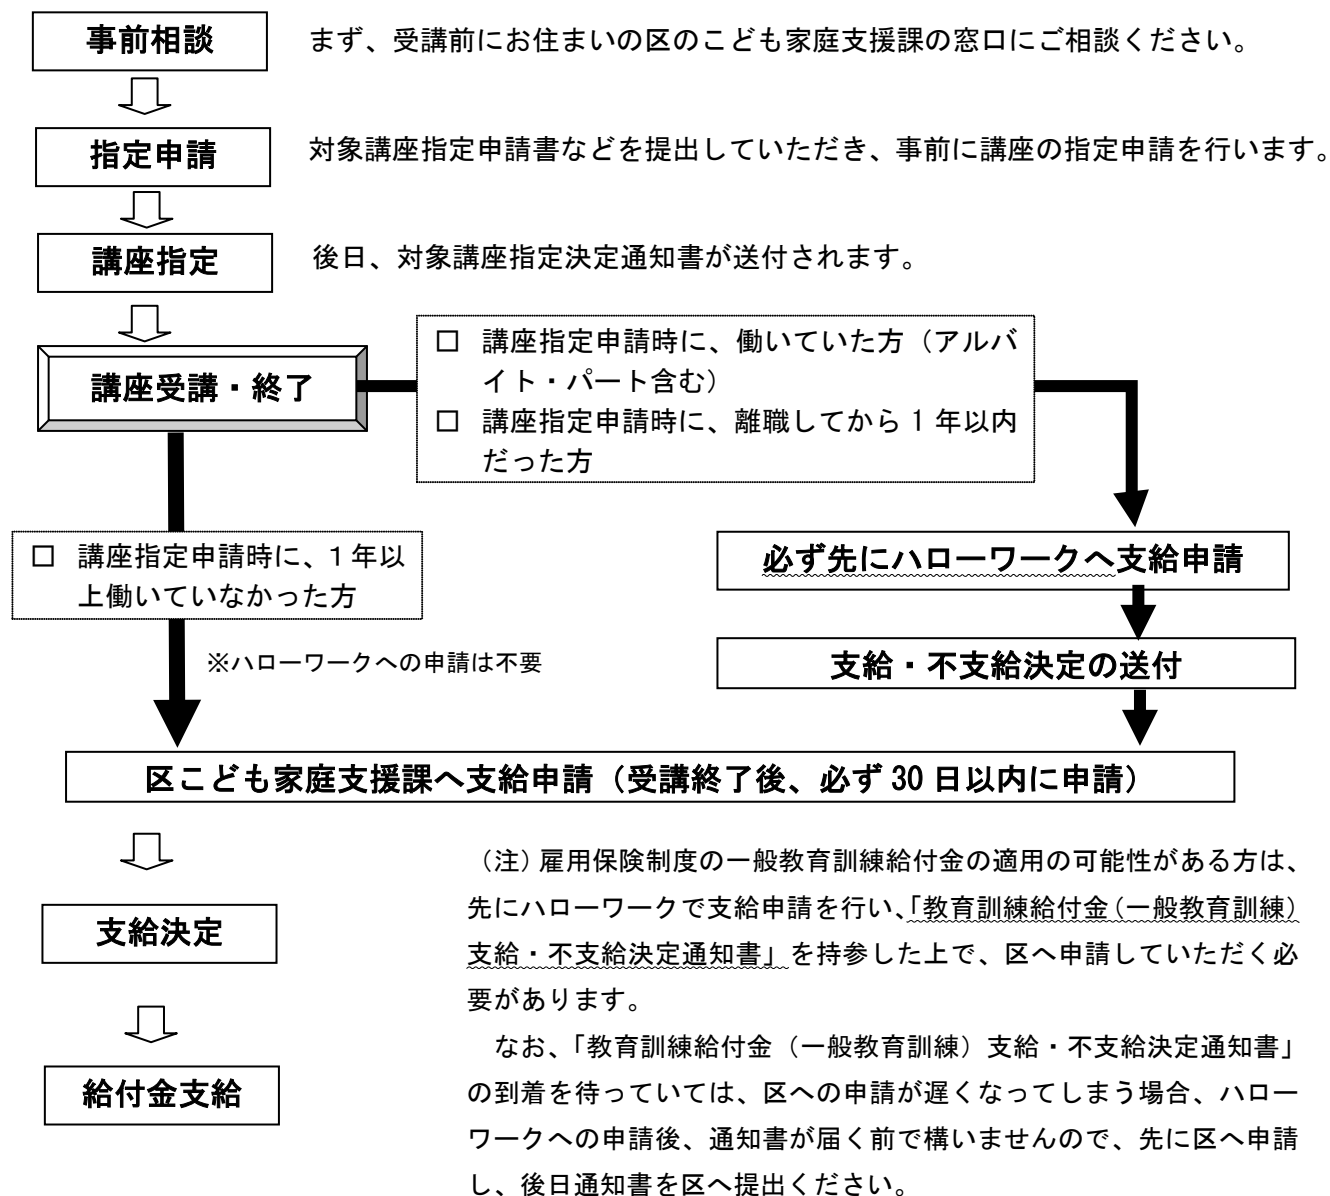 事前相談
まず、受講前にお住まいの区のこども家庭支援課の窓口にご相談ください。
指定申請
対象講座指定申請書などを提出していただき、事前に講座の指定申請を行います。
講座指定
後日、対象講座指定決定通知書が送付されます。
講座受講・終了
□ 講座指定申請時に、働いていた方（アルバ
イト・パート含む）
□ 講座指定申請時に、離職してから1年以内
だった方
□ 講座指定申請時に、1年以
上働いていなかった方
※ハローワークへの申請は不要
必ず先にハローワークへ支給申請
支給・不支給決定の送付
区こども家庭支援課へ支給申請（受講終了後、必ず30日以内に申請）
支給決定
給付金支給
（注）雇用保険制度の一般教育訓練給付金の適用の可能性がある方は、
先にハローワークで支給申請を行い、「教育訓練給付金（一般教育訓練）
支給・不支給決定通知書」を持参した上で、区へ申請していただく必
要があります。
なお、「教育訓練給付金（一般教育訓練）支給・不支給決定通知書」
の到着を待っていては、区への申請が遅くなってしまう場合、ハロー
ワークへの申請後、通知書が届く前で構いませんので、先に区へ申請
し、後日通知書を区へ提出ください。